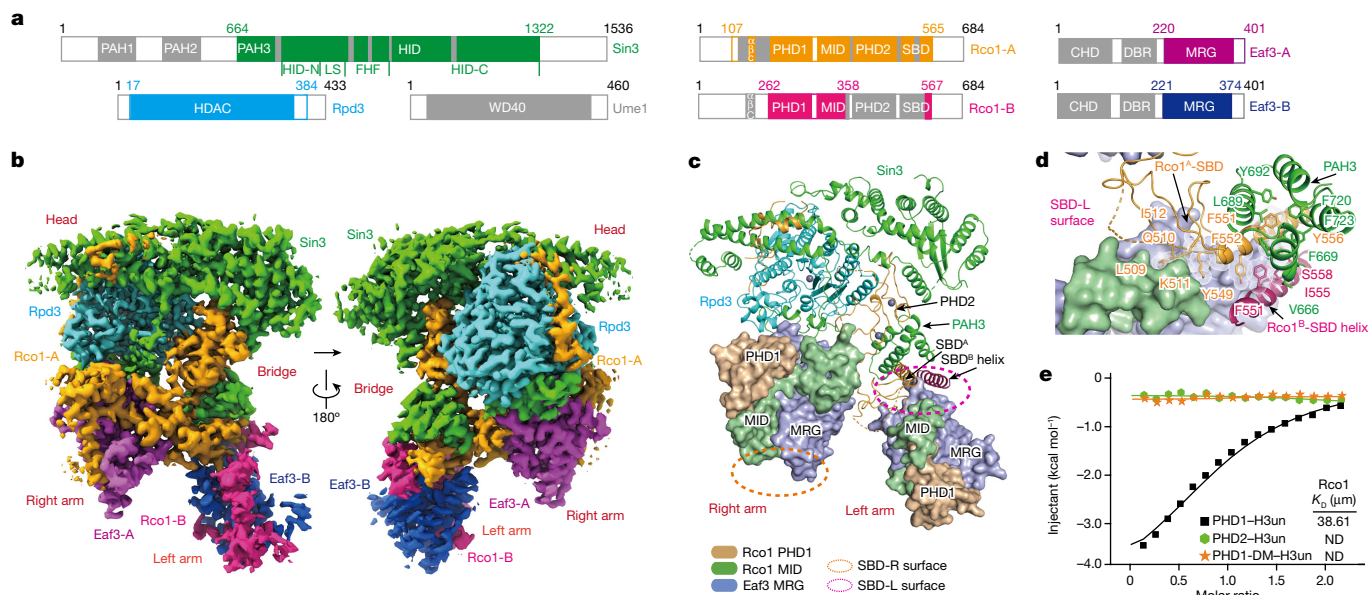 a
1 664 1322 1536
PAH1 PAH2 PAH3 HID Sin3
HID-N LS FHF HID-C
1 17 384 433
HDAC Rpd3
1 460
WD40 Ume1
1 107 565 684
α β C PHD1 MID PHD2 SBD Rco1-A
1 262 358 567 684
α β C PHD1 MID PHD2 SBD Rco1-B
1 220 401
CHD DBR MRG Eaf3-A
1 221 374 401
CHD DBR MRG Eaf3-B
b
Head
Sin3
Rpd3
Rco1-A
Bridge
Right arm
Eaf3-A
Rco1-B
Left arm
Eaf3-B
180º
Sin3
Head
Rpd3
Rco1-A
Bridge
Eaf3-B
Eaf3-A
Left arm
Right arm
Rco1-B
c
Sin3
Rpd3
PHD2
PAH3
SBDA
SBDB helix
PHD1
MID
MRG
MID
MRG
PHD1
Right arm
Left arm
Rco1 PHD1
Rco1 MID
Eaf3 MRG
SBD-R surface
SBD-L surface
d
Rco1A-SBD
Y692
PAH3
SBD-L
surface
L689
F720
I512
F551
F723
Q510
F552
Y556
L509
F669
K511
S558
Y549
I555
F551
V666
Rco1B-SBD helix
e
0
−1.0
−2.0
−3.0
−4.0
Injectant (kcal mol−1)
Rco1
KD (μm)
PHD1–H3un 38.61
PHD2–H3un ND
PHD1-DM–H3un ND
0 0.5 1.0 1.5 2.0
Molar ratio